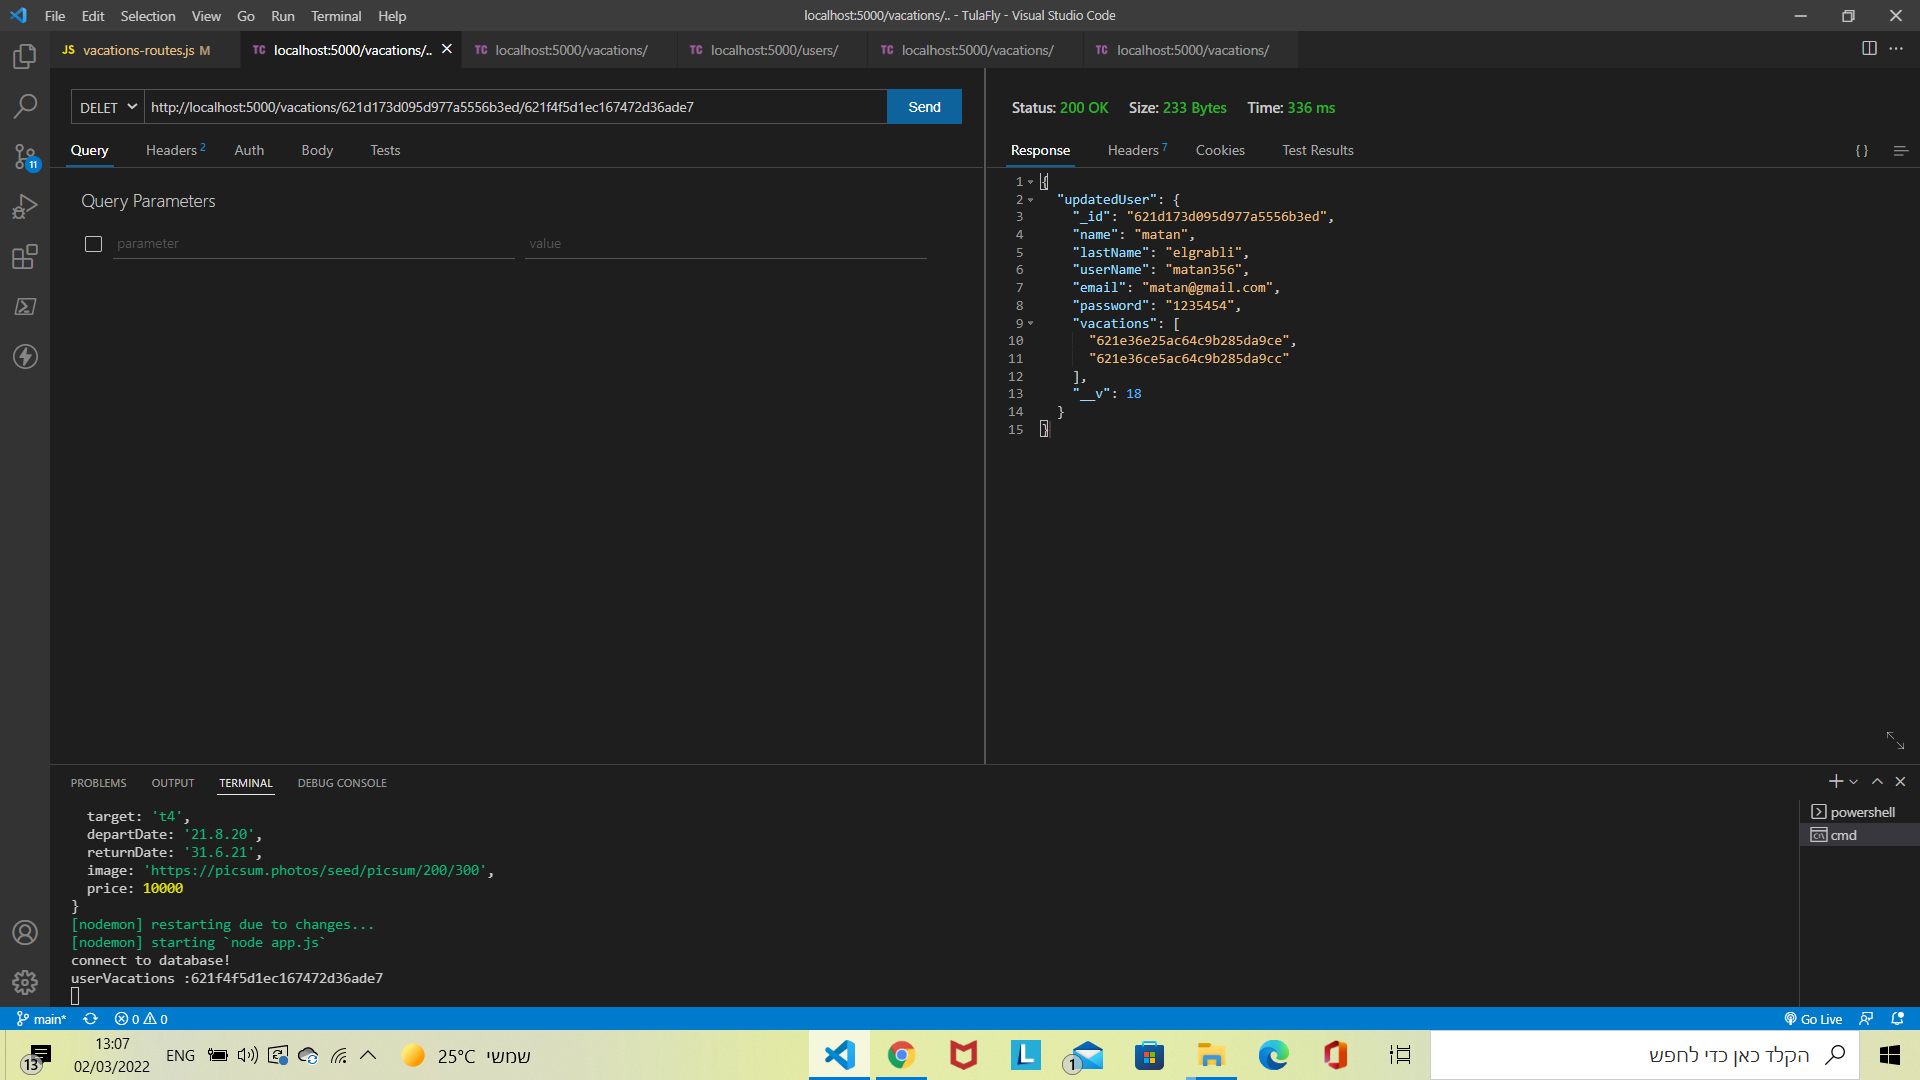 File Edit Selection View Go Run Terminal Help
localhost:5000/vacations/.. - TulaFly - Visual Studio Code
JS vacations-routes.js M
TC localhost:5000/vacations/..
TC localhost:5000/vacations/
TC localhost:5000/users/
TC localhost:5000/vacations/
TC localhost:5000/vacations/
DELET
http://localhost:5000/vacations/621d173d095d977a5556b3ed/621f4f5d1ec167472d36ade7
Send
Query Headers 2 Auth Body Tests
Query Parameters
parameter value
11
Status: 200 OK Size: 233 Bytes Time: 336 ms
Response Headers 7 Cookies Test Results
{ }
1 {
2 "updatedUser": {
3 "_id": "621d173d095d977a5556b3ed",
4 "name": "matan",
5 "lastName": "elgrabli",
6 "userName": "matan356",
7 "email": "matan@gmail.com",
8 "password": "1235454",
9 "vacations": [
10 "621e36e25ac64c9b285da9ce",
11 "621e36ce5ac64c9b285da9cc"
12 ],
13 "__v": 18
14 }
15 }
PROBLEMS OUTPUT TERMINAL DEBUG CONSOLE
target: 't4',
departDate: '21.8.20',
returnDate: '31.6.21',
image: 'https://picsum.photos/seed/picsum/200/300',
price: 10000
}
[nodemon] restarting due to changes...
[nodemon] starting `node app.js`
connect to database!
userVacations :621f4f5d1ec167472d36ade7
powershell
cmd
main* 0 0
Go Live
13
13:07
02/03/2022
ENG
25°C שמשי
L
1
הקלד כאן כדי לחפש